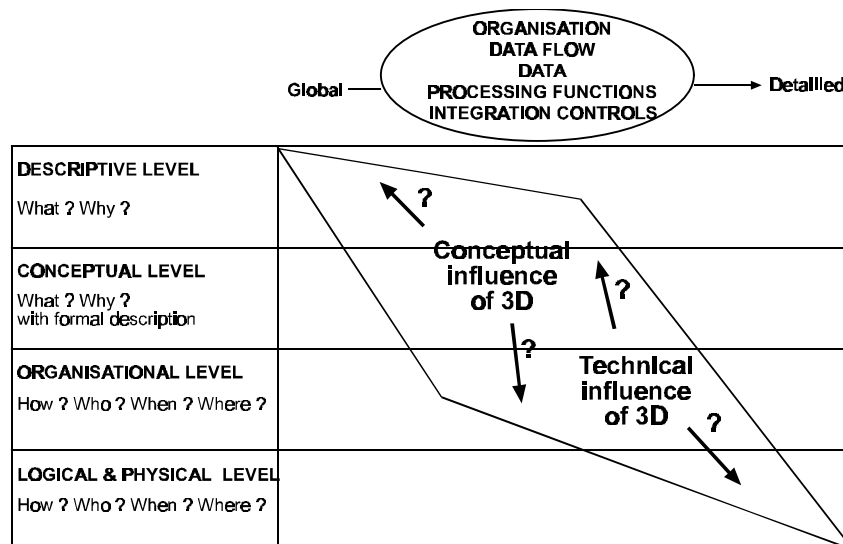 ORGANISATION
DATA FLOW
DATA
PROCESSING FUNCTIONS
INTEGRATION CONTROLS
Global
Detailled
DESCRIPTIVE LEVEL
What ? Why ?
?
CONCEPTUAL LEVEL
What ? Why ?
with formal description
Conceptual
influence
of 3D
?
?
ORGANISATIONAL LEVEL
How ? Who ? When ? Where ?
Technical
influence
of 3D
?
LOGICAL & PHYSICAL LEVEL
How ? Who ? When ? Where ?